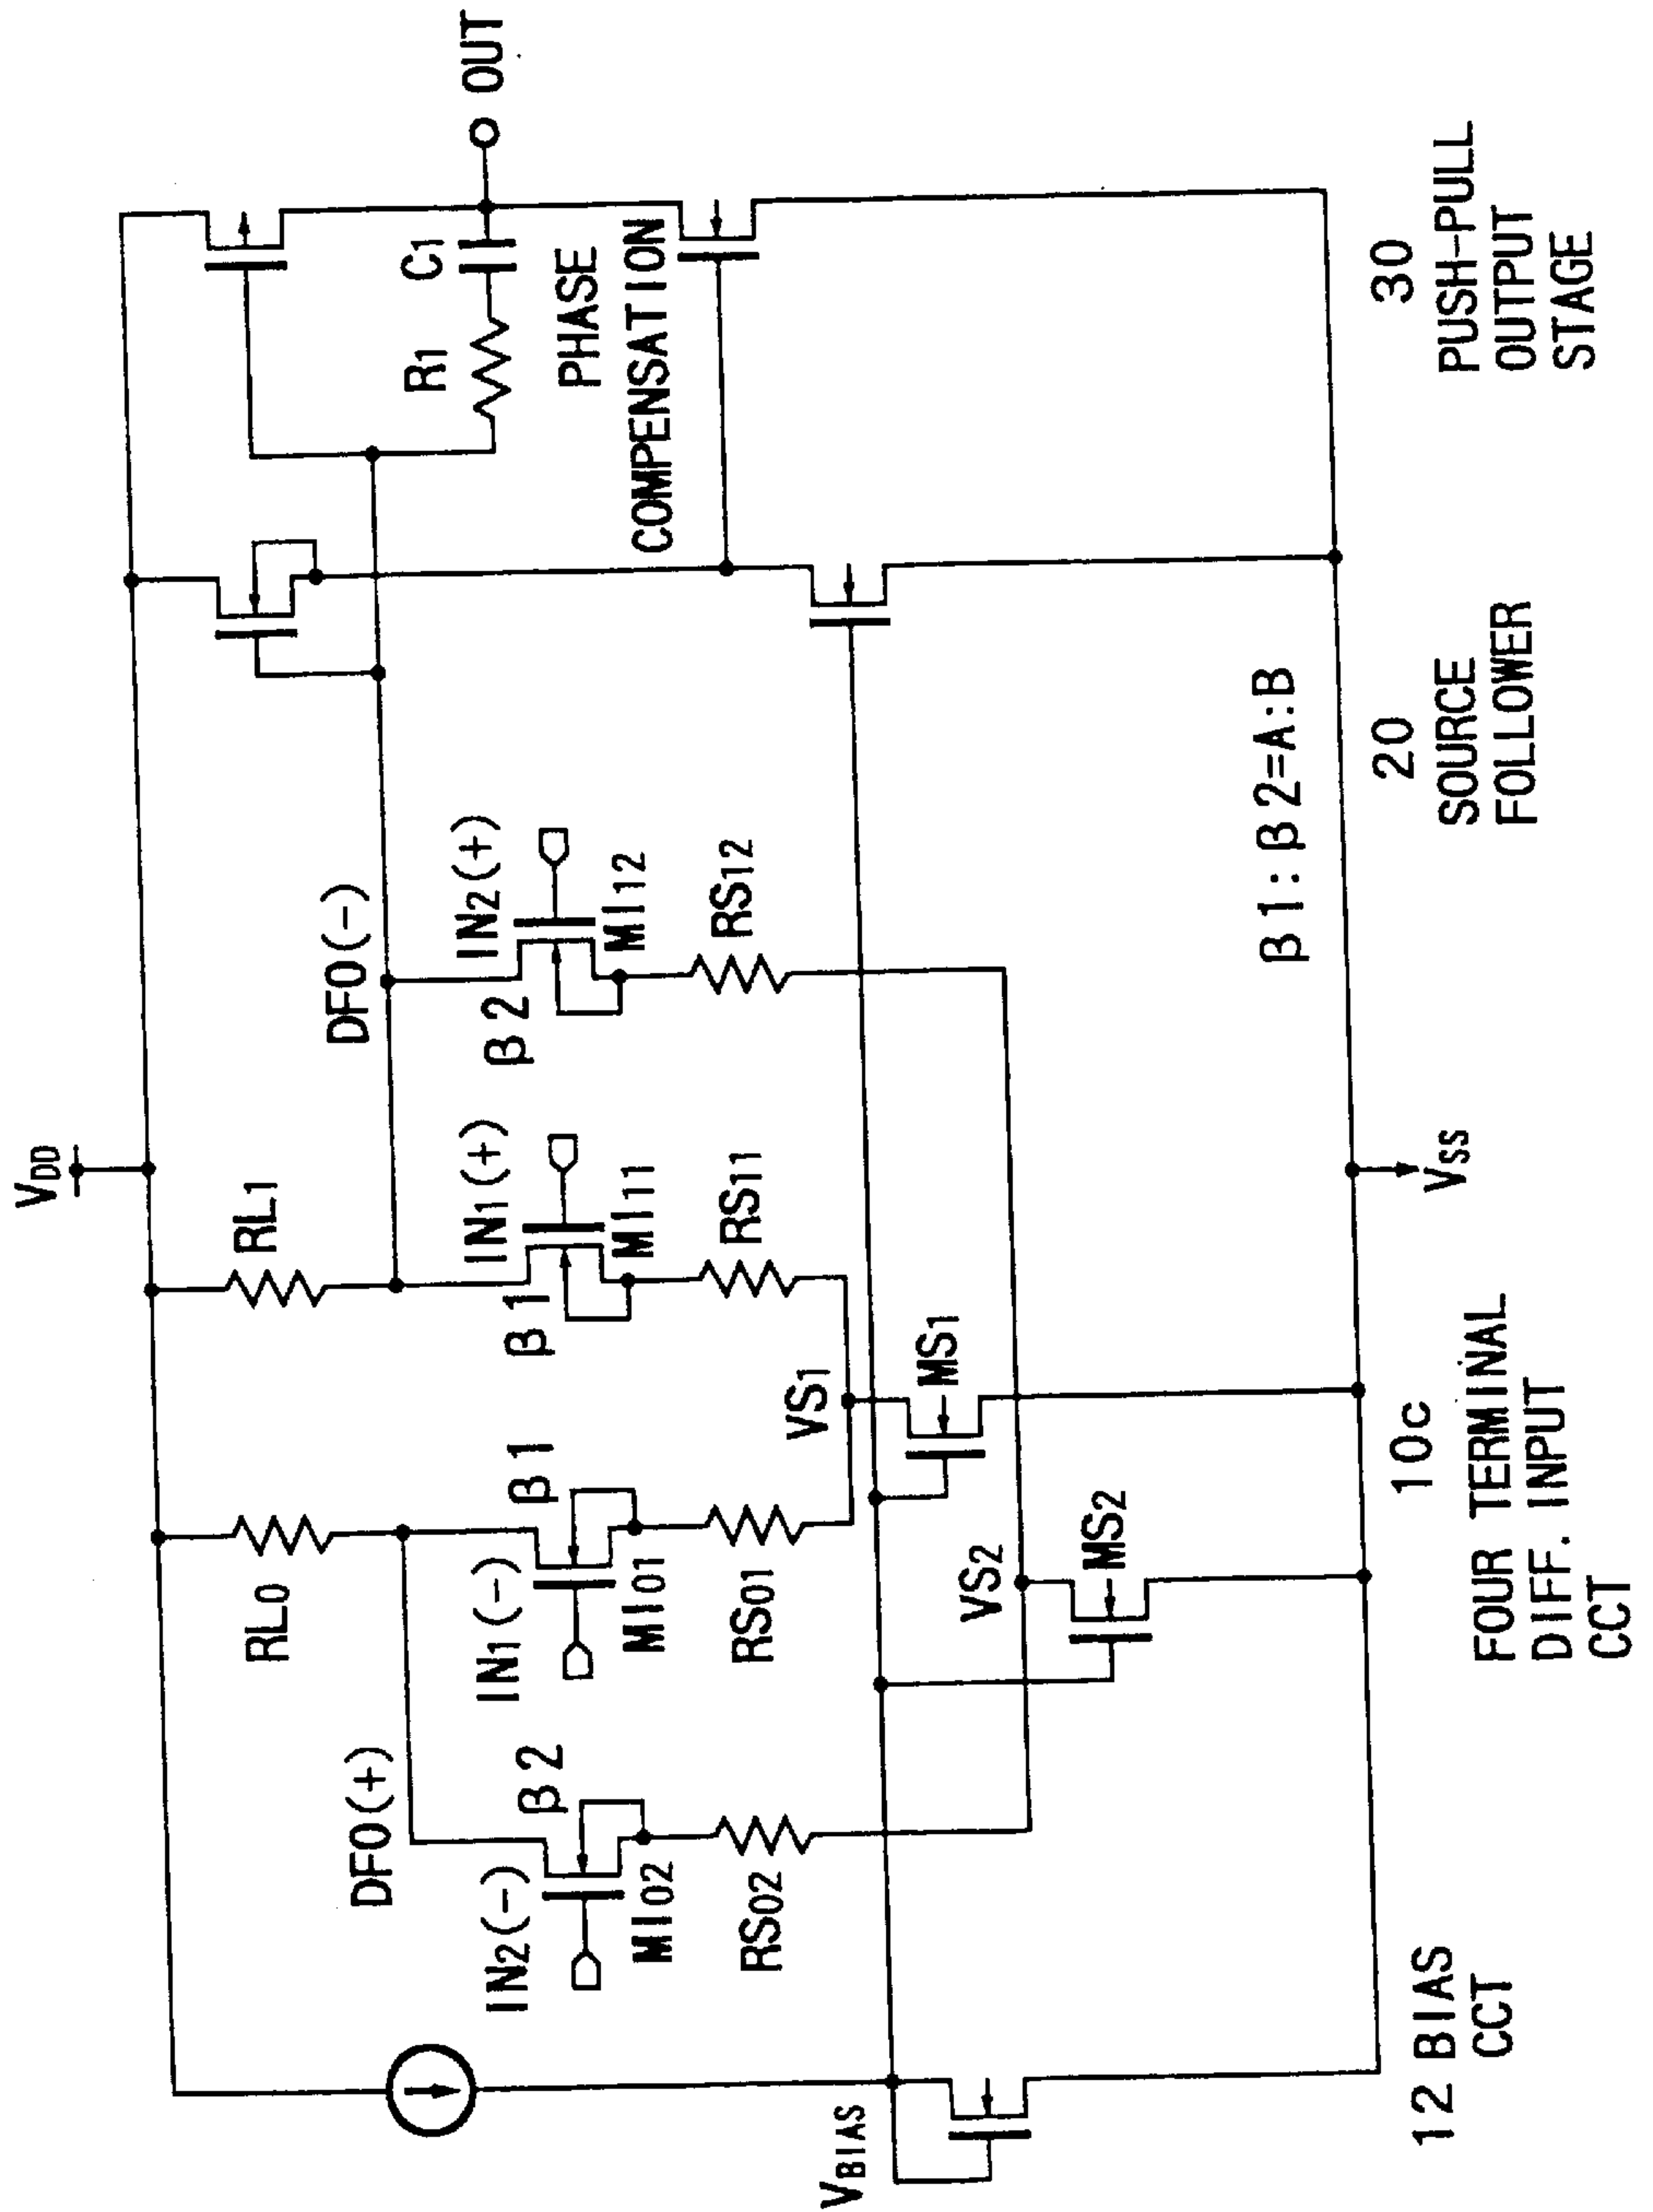 VDD
RL0
RL1
DF0(+)
DF0(-)
IN2(-)
β2
MI02
IN1(-)
β1
MI01
IN1(+)
β1
MI11
IN2(+)
β2
MI12
RS02
RS01
RS11
RS12
VS1
MS1
VS2
MS2
VBIAS
R1
C1
OUT
PHASE
COMPENSATION
β1:β2=A:B
VSS
12 BIAS
CCT
10c
FOUR TERMINAL
DIFF. INPUT
CCT
20
SOURCE
FOLLOWER
30
PUSH-PULL
OUTPUT
STAGE